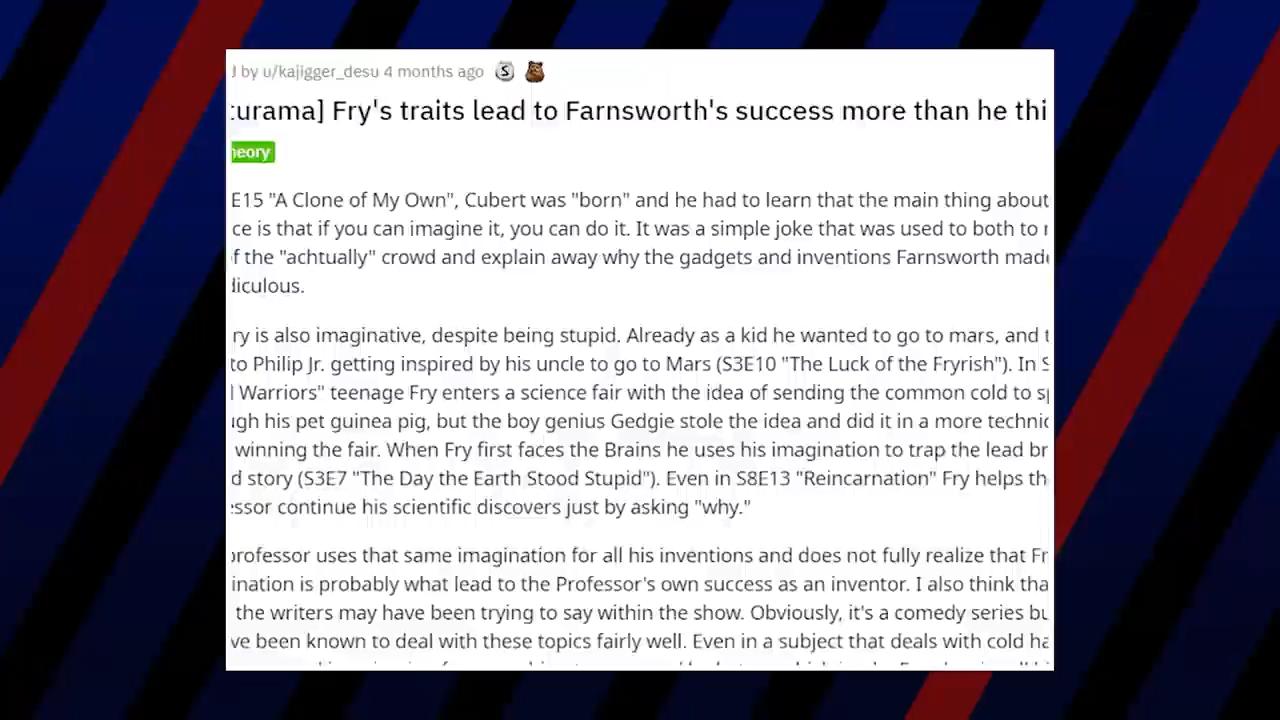 by u/kajigger_desu 4 months ago
urama] Fry's traits lead to Farnsworth's success more than he thi
eory
E15 "A Clone of My Own", Cubert was "born" and he had to learn that the main thing about
ce is that if you can imagine it, you can do it. It was a simple joke that was used to both to
f the "achtually" crowd and explain away why the gadgets and inventions Farnsworth made
diculous.
ry is also imaginative, despite being stupid. Already as a kid he wanted to go to mars, and t
to Philip Jr. getting inspired by his uncle to go to Mars (S3E10 "The Luck of the Fryrish"). In S
l Warriors" teenage Fry enters a science fair with the idea of sending the common cold to sp
ugh his pet guinea pig, but the boy genius Gedgie stole the idea and did it in a more technic
winning the fair. When Fry first faces the Brains he uses his imagination to trap the lead br
d story (S3E7 "The Day the Earth Stood Stupid"). Even in S8E13 "Reincarnation" Fry helps th
essor continue his scientific discovers just by asking "why."
professor uses that same imagination for all his inventions and does not fully realize that Fr
ination is probably what lead to the Professor's own success as an inventor. I also think tha
the writers may have been trying to say within the show. Obviously, it's a comedy series bu
ve been known to deal with these topics fairly well. Even in a subject that deals with cold ha